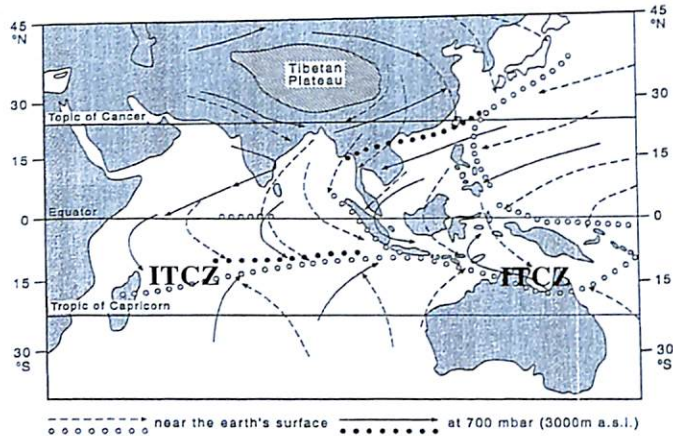 45
°N
30
15
0
15
30
°S
45
°N
30
15
0
15
30
°S
Tibetan
Plateau
Topic of Cancer
Equator
ITCZ
ITCZ
Tropic of Capricorn
near the earth's surface
at 700 mbar (3000m a.s.l.)